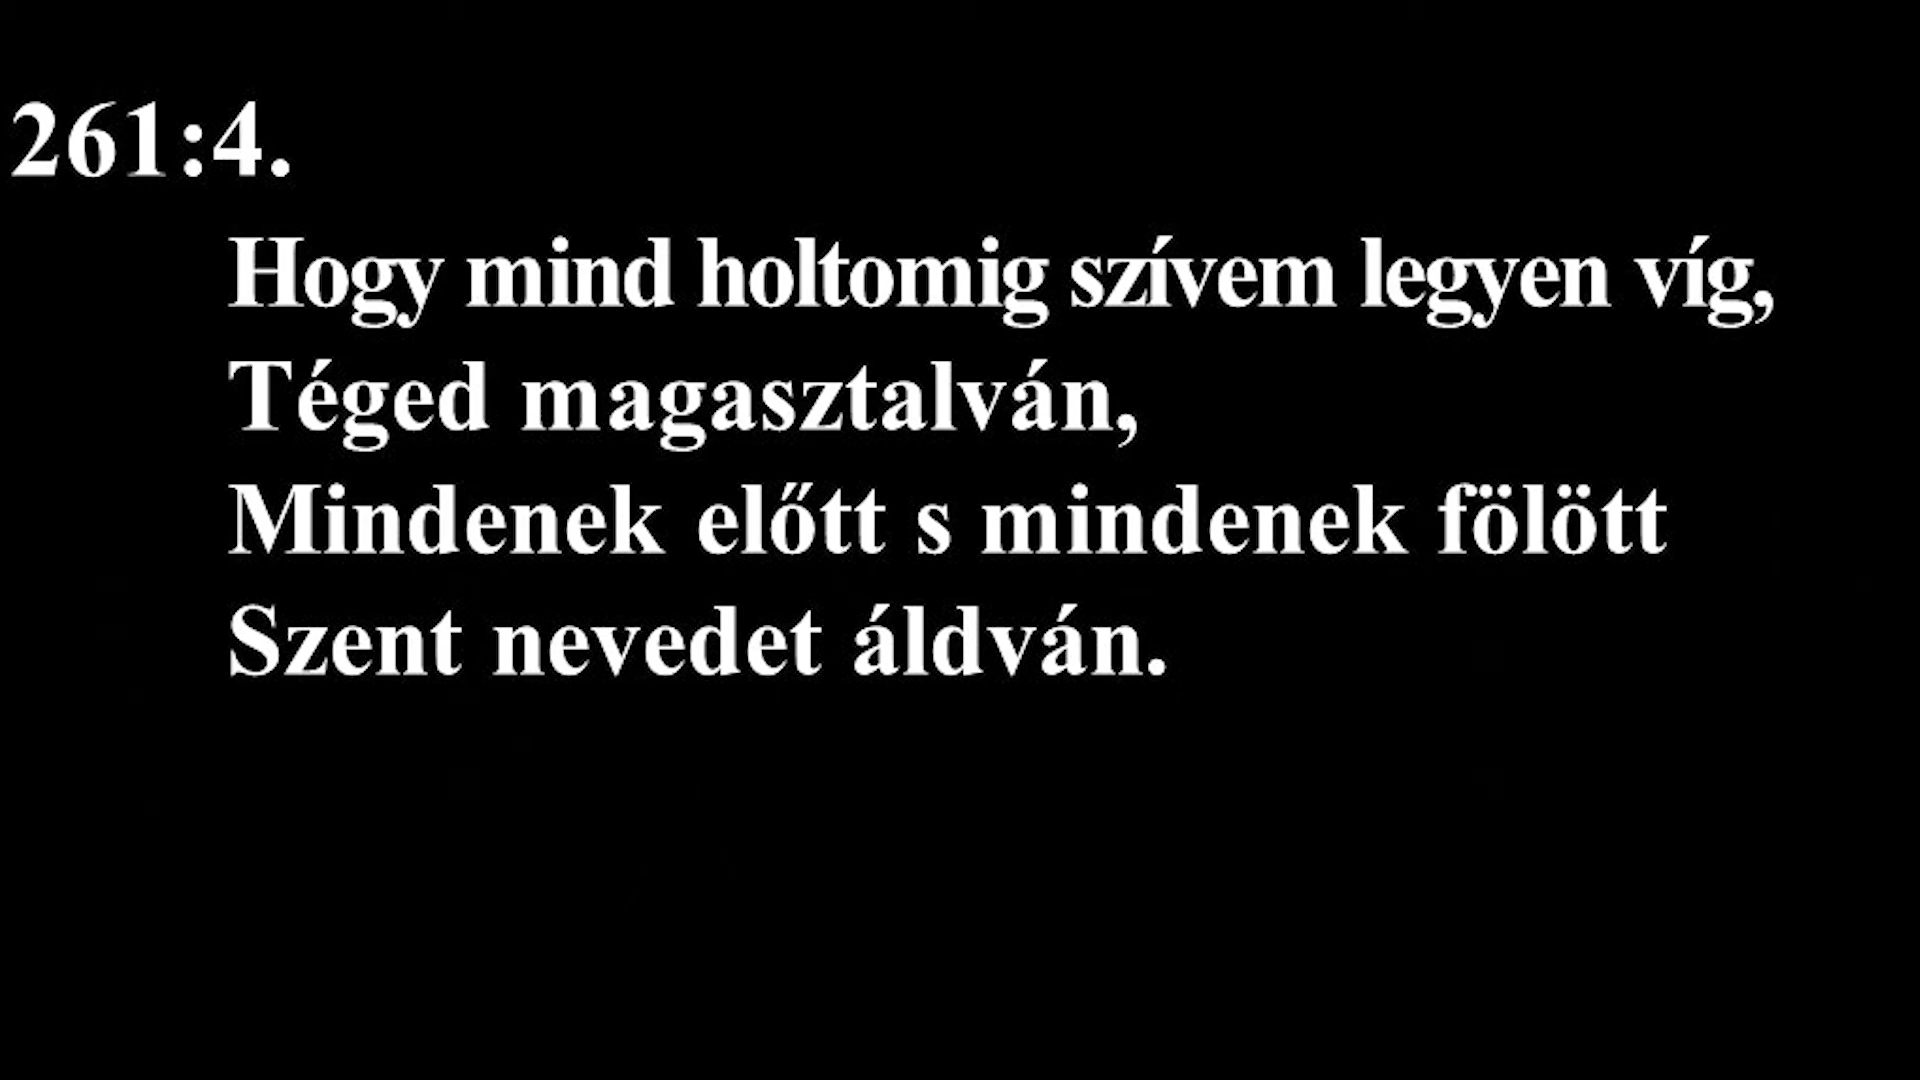 261:4.
Hogy mind holtomig szívem legyen víg,
Téged magasztalván,
Mindenek előtt s mindenek fölött
Szent nevedet áldván.